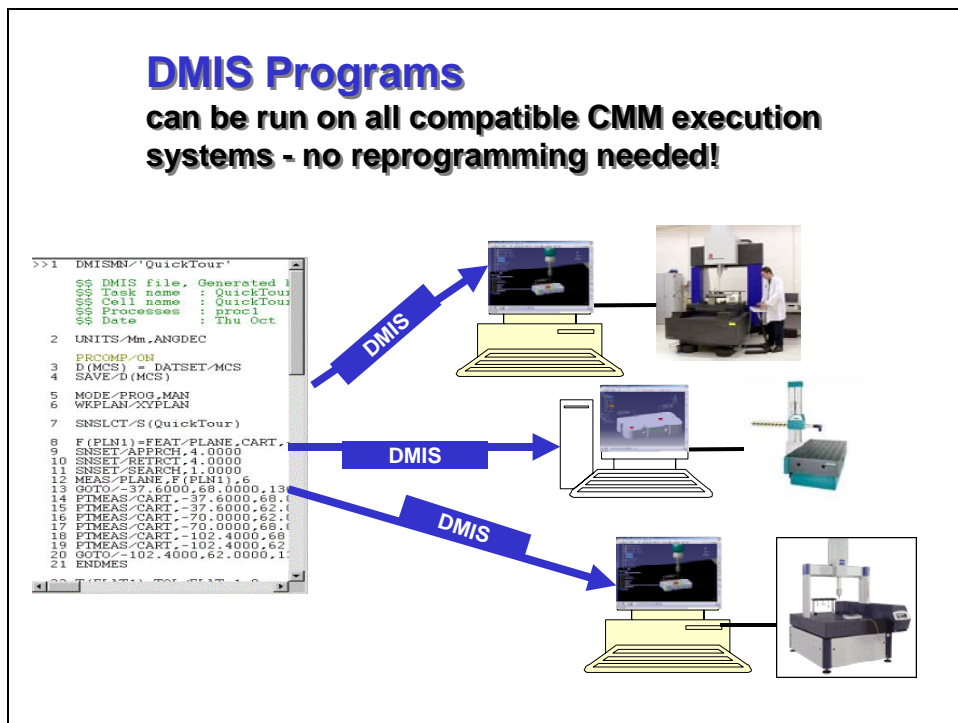 DMIS Programs
can be run on all compatible CMM execution
systems - no reprogramming needed!
>>1 DMISMN/'QuickTour'
$$ DMIS file, Generated
$$ Task name : QuickTour
$$ Cell name : QuickTour
$$ Processes : proc1
$$ Date : Thu Oct
2 UNITS/Mm,ANGDEC
PRCOMP/ON
3 D(MCS) = DATSET/MCS
4 SAVE/D(MCS)
5 MODE/PROG,MAN
6 WKPLAN/XYPLAN
7 SNSLCT/S(QuickTour)
8 F(PLN1)=FEAT/PLANE,CART,
9 SNSET/APPRCH,4.0000
10 SNSET/RETRCT,4.0000
11 SNSET/SEARCH,1.0000
12 MEAS/PLANE,F(PLN1),6
13 GOTO/-37.6000,68.0000,130
14 PTMEAS/CART,-37.6000,68.0
15 PTMEAS/CART,-37.6000,62.0
16 PTMEAS/CART,-70.0000,62.0
17 PTMEAS/CART,-70.0000,68.0
18 PTMEAS/CART,-102.4000,68
19 PTMEAS/CART,-102.4000,62
20 GOTO/-102.4000,62.0000,13
21 ENDMES
DMIS
DMIS
DMIS